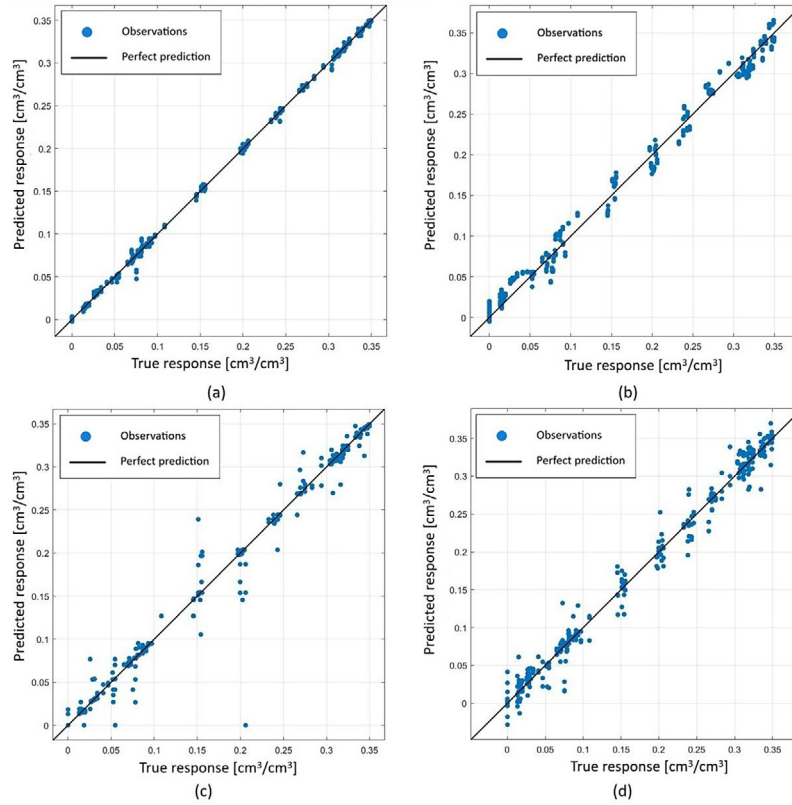 Observations
Perfect prediction
Predicted response [cm³/cm³]
0.35
0.3
0.25
0.2
0.15
0.1
0.05
0
0 0.05 0.1 0.15 0.2 0.25 0.3 0.35
True response [cm³/cm³]
(a)
Observations
Perfect prediction
Predicted response [cm³/cm³]
0.35
0.3
0.25
0.2
0.15
0.1
0.05
0
0 0.05 0.1 0.15 0.2 0.25 0.3 0.35
True response [cm³/cm³]
(b)
Observations
Perfect prediction
Predicted response [cm³/cm³]
0.35
0.3
0.25
0.2
0.15
0.1
0.05
0
0 0.05 0.1 0.15 0.2 0.25 0.3 0.35
True response [cm³/cm³]
(c)
Observations
Perfect prediction
Predicted response [cm³/cm³]
0.35
0.3
0.25
0.2
0.15
0.1
0.05
0
0 0.05 0.1 0.15 0.2 0.25 0.3 0.35
True response [cm³/cm³]
(d)